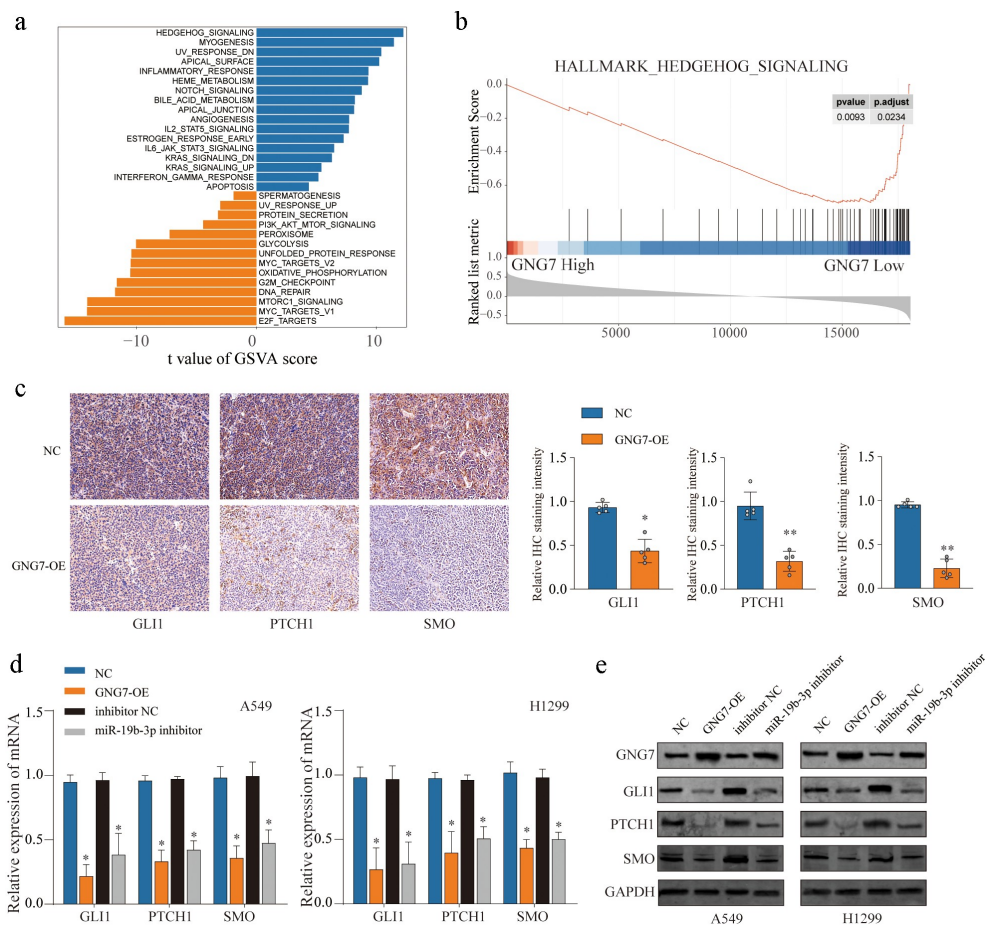 a
HEDGEHOG_SIGNALING
MYOGENESIS
UV_RESPONSE_DN
APICAL_SURFACE
INFLAMMATORY_RESPONSE
HEME_METABOLISM
NOTCH_SIGNALING
BILE_ACID_METABOLISM
APICAL_JUNCTION
ANGIOGENESIS
IL2_STAT5_SIGNALING
ESTROGEN_RESPONSE_EARLY
IL6_JAK_STAT3_SIGNALING
KRAS_SIGNALING_DN
KRAS_SIGNALING_UP
INTERFERON_GAMMA_RESPONSE
APOPTOSIS
SPERMATOGENESIS
UV_RESPONSE_UP
PROTEIN_SECRETION
PI3K_AKT_MTOR_SIGNALING
PEROXISOME
GLYCOLYSIS
UNFOLDED_PROTEIN_RESPONSE
MYC_TARGETS_V2
OXIDATIVE_PHOSPHORYLATION
G2M_CHECKPOINT
DNA_REPAIR
MTORC1_SIGNALING
MYC_TARGETS_V1
E2F_TARGETS
−10 0 10
t value of GSVA score
b
HALLMARK_HEDGEHOG_SIGNALING
Enrichment Score
0.0
−0.2
−0.4
−0.6
pvalue p.adjust
0.0093 0.0234
GNG7 High GNG7 Low
Ranked list metric
1.0
0.5
0.0
−0.5
5000 10000 15000
c
NC
GNG7-OE
GLI1 PTCH1 SMO
NC
GNG7-OE
Relative IHC staining intensity
1.5
1.0
0.5
0.0
*
GLI1
Relative IHC staining intensity
1.5
1.0
0.5
0.0
**
PTCH1
Relative IHC staining intensity
1.5
1.0
0.5
0.0
**
SMO
d
NC
GNG7-OE
inhibitor NC
miR-19b-3p inhibitor
A549
Relative expression of mRNA
1.5
1.0
0.5
0.0
* * * * * *
GLI1 PTCH1 SMO
H1299
Relative expression of mRNA
1.5
1.0
0.5
0.0
* * * * * *
GLI1 PTCH1 SMO
e
NC GNG7-OE inhibitor NC miR-19b-3p inhibitor
NC GNG7-OE inhibitor NC miR-19b-3p inhibitor
GNG7
GLI1
PTCH1
SMO
GAPDH
A549 H1299